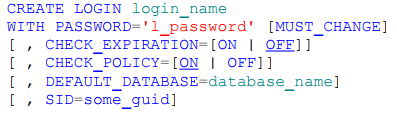 CREATE LOGIN login_name
WITH PASSWORD='l_password' [MUST_CHANGE]
[ , CHECK_EXPIRATION=[ON | OFF]]
[ , CHECK_POLICY=[ON | OFF]]
[ , DEFAULT_DATABASE=database_name]
[ , SID=some_guid]